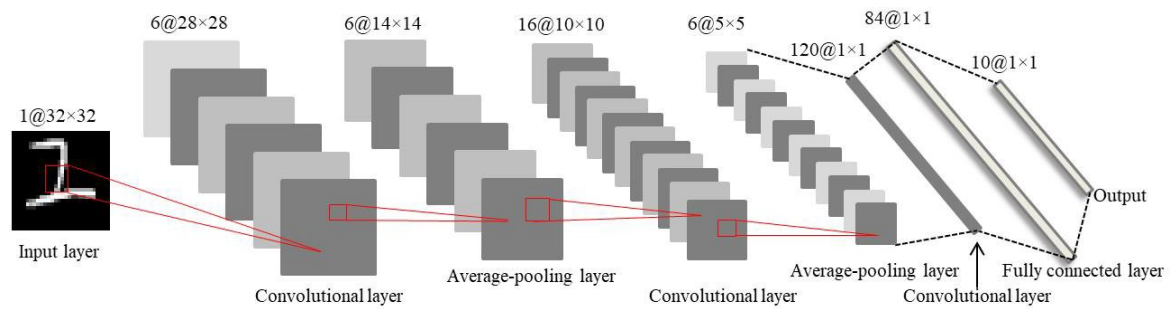 6@28×28
6@14×14
16@10×10
6@5×5
84@1×1
120@1×1
10@1×1
1@32×32
Output
Input layer
Average-pooling layer
Average-pooling layer
Fully connected layer
Convolutional layer
Convolutional layer
Convolutional layer